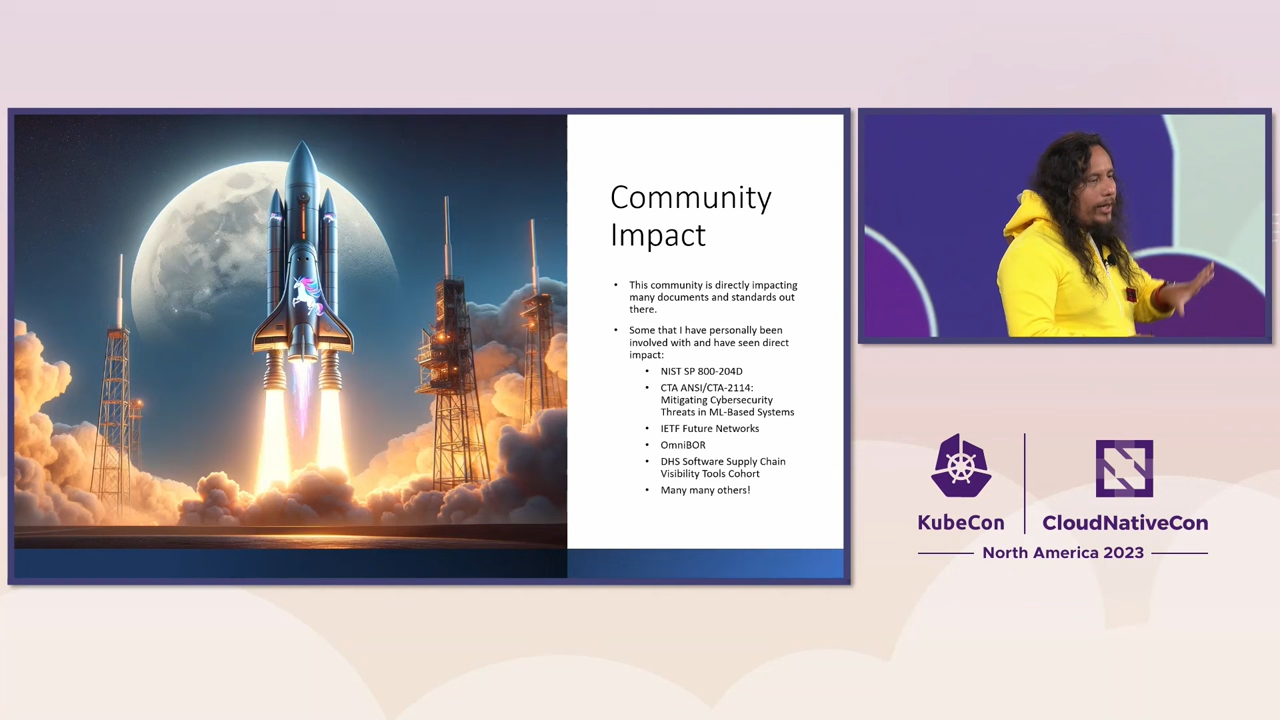 Community
Impact
• This community is directly impacting
many documents and standards out
there.
• Some that I have personally been
involved with and have seen direct
impact:
• NIST SP 800-204D
• CTA ANSI/CTA-2114:
Mitigating Cybersecurity
Threats in ML-Based Systems
• IETF Future Networks
• OmniBOR
• DHS Software Supply Chain
Visibility Tools Cohort
• Many many others!
KubeCon
CloudNativeCon
North America 2023